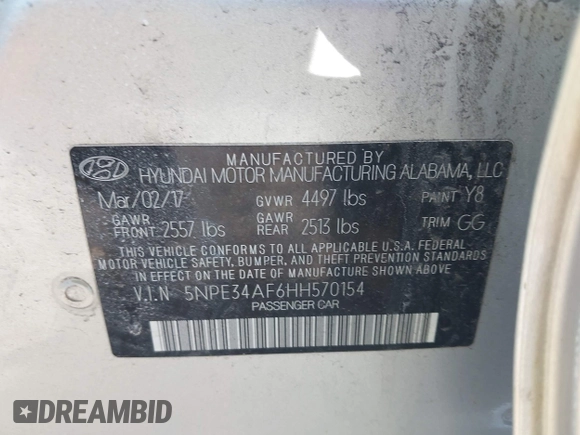 MANUFACTURED BY
HYUNDAI MOTOR MANUFACTURING ALABAMA, LLC
Mar/02/17 GVWR 4497 lbs PAINT Y8
GAWR FRONT 2557 lbs GAWR REAR 2513 lbs TRIM GG
THIS VEHICLE CONFORMS TO ALL APPLICABLE U.S.A. FEDERAL
MOTOR VEHICLE SAFETY, BUMPER, AND THEFT PREVENTION STANDARDS
IN EFFECT ON THE DATE OF MANUFACTURE SHOWN ABOVE.
V.I.N 5NPE34AF6HH570154
PASSENGER CAR
DREAMBID